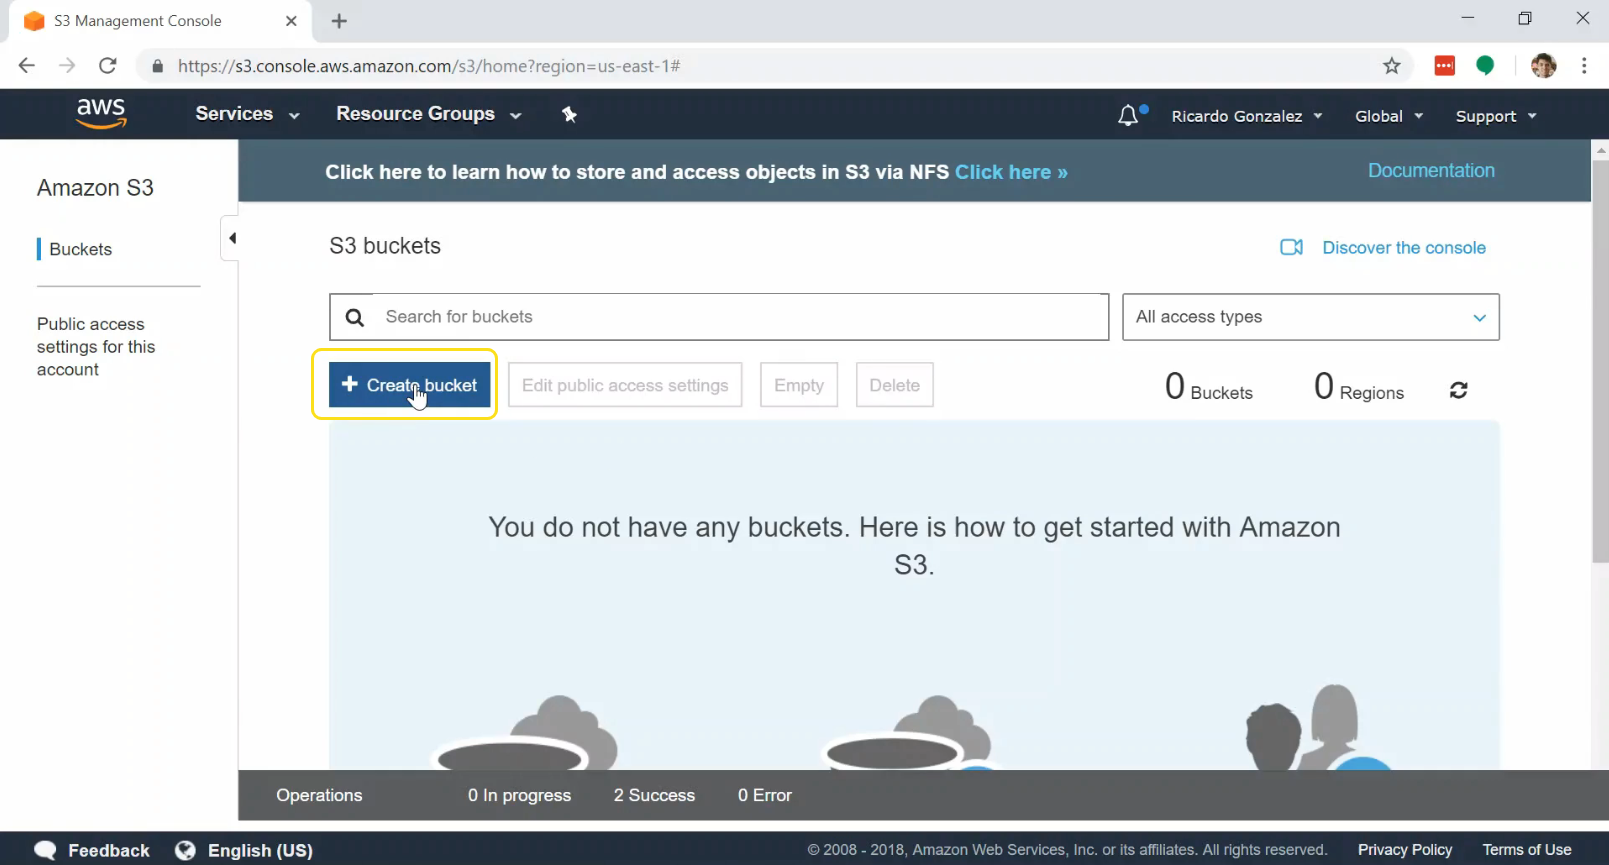 S3 Management Console
https://s3.console.aws.amazon.com/s3/home?region=us-east-1#
aws
Services
Resource Groups
Ricardo Gonzalez
Global
Support
Click here to learn how to store and access objects in S3 via NFS Click here »
Documentation
Amazon S3
Buckets
Public access
settings for this
account
S3 buckets
Discover the console
Search for buckets
All access types
+ Create bucket
Edit public access settings
Empty
Delete
0 Buckets
0 Regions
You do not have any buckets. Here is how to get started with Amazon
S3.
Operations
0 In progress
2 Success
0 Error
Feedback
English (US)
© 2008 - 2018, Amazon Web Services, Inc. or its affiliates. All rights reserved.
Privacy Policy
Terms of Use